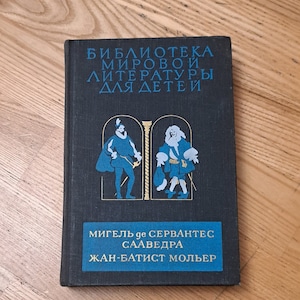 БИБЛИОТЕКА
МИРОВОЙ
ЛИТЕРАТУРЫ
ДЛЯ ДЕТЕЙ
МИГЕЛЬ де СЕРВАНТЕС
СААВЕДРА
ЖАН-БАТИСТ МОЛЬЕР